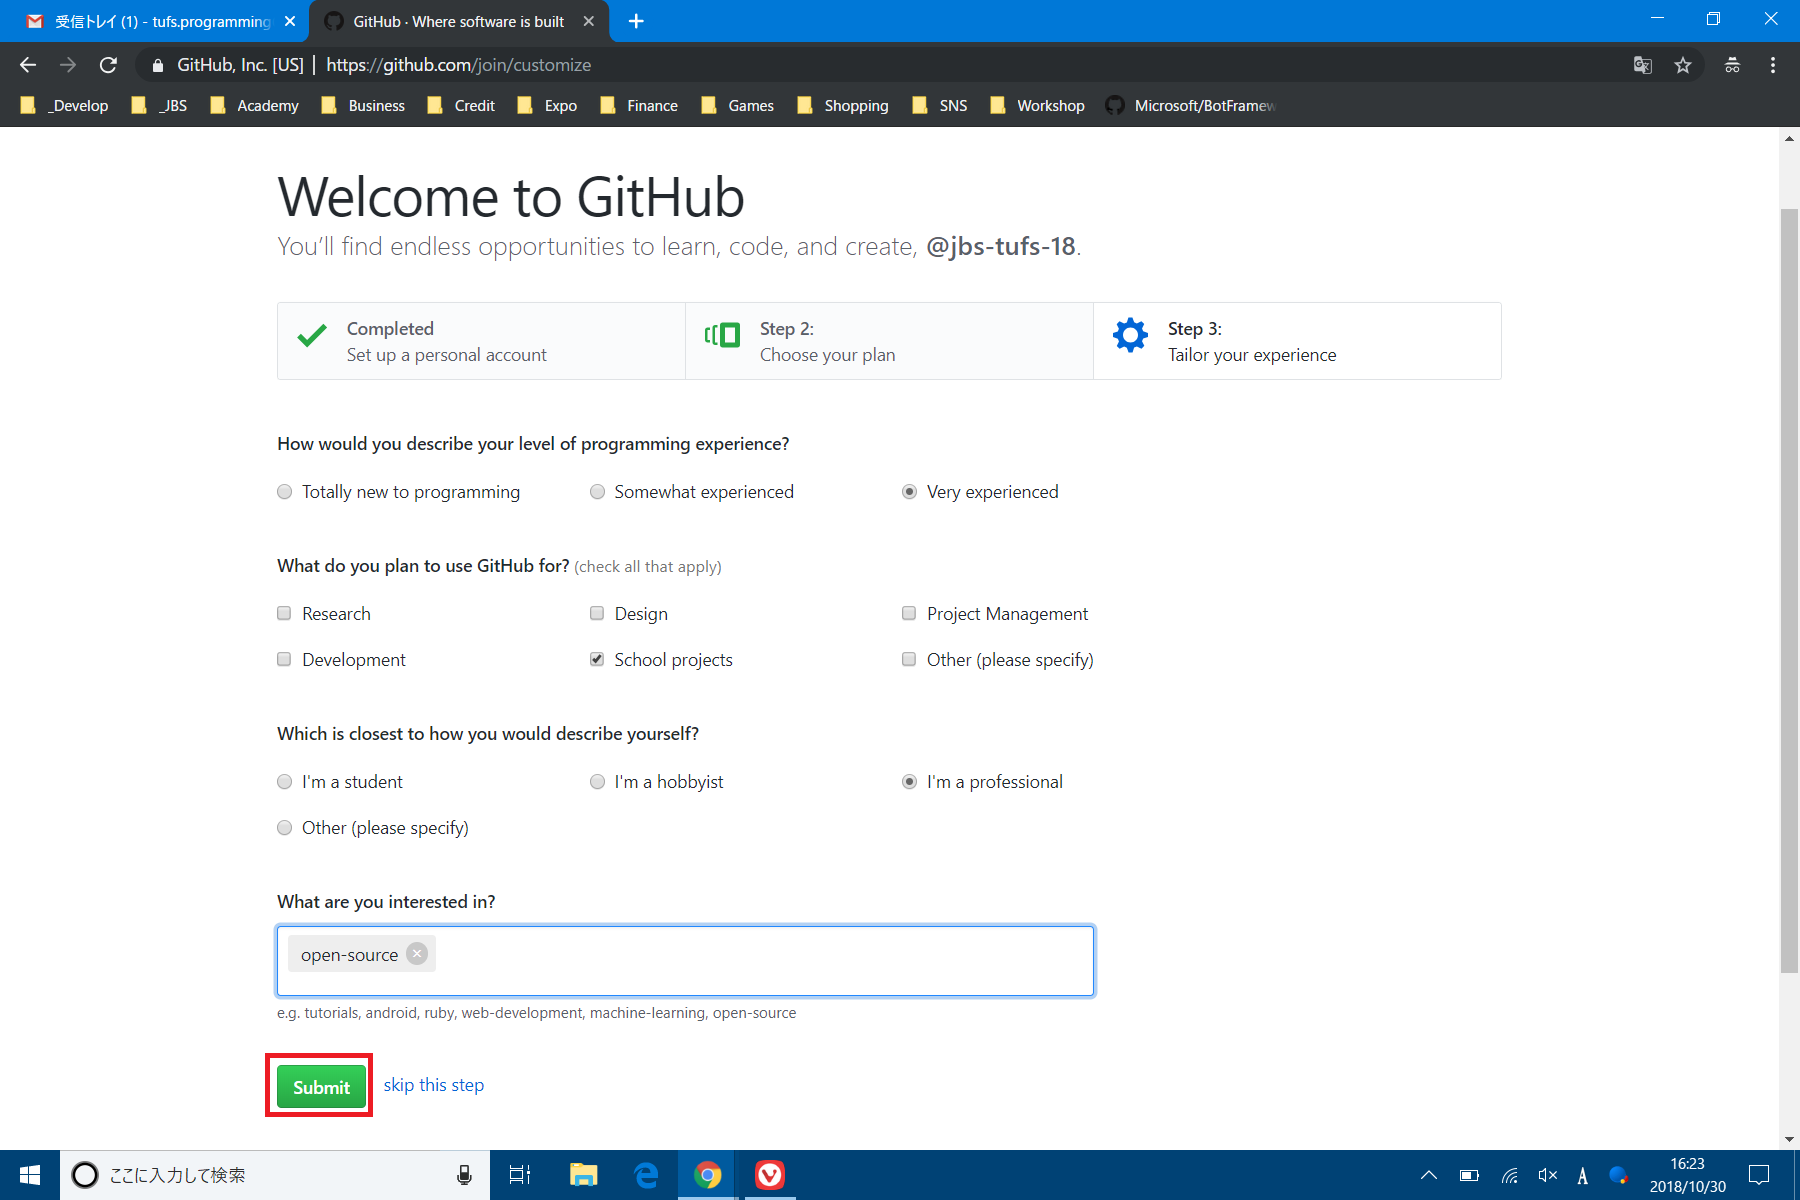 受信トレイ (1) - tufs.programming
GitHub · Where software is built
GitHub, Inc. [US] | https://github.com/join/customize
_Develop
_JBS
Academy
Business
Credit
Expo
Finance
Games
Shopping
SNS
Workshop
Microsoft/BotFramew
Welcome to GitHub
You'll find endless opportunities to learn, code, and create, @jbs-tufs-18.
Completed
Set up a personal account
Step 2:
Choose your plan
Step 3:
Tailor your experience
How would you describe your level of programming experience?
Totally new to programming
Somewhat experienced
Very experienced
What do you plan to use GitHub for? (check all that apply)
Research
Design
Project Management
Development
School projects
Other (please specify)
Which is closest to how you would describe yourself?
I'm a student
I'm a hobbyist
I'm a professional
Other (please specify)
What are you interested in?
open-source
e.g. tutorials, android, ruby, web-development, machine-learning, open-source
Submit
skip this step
ここに入力して検索
A
16:23
2018/10/30